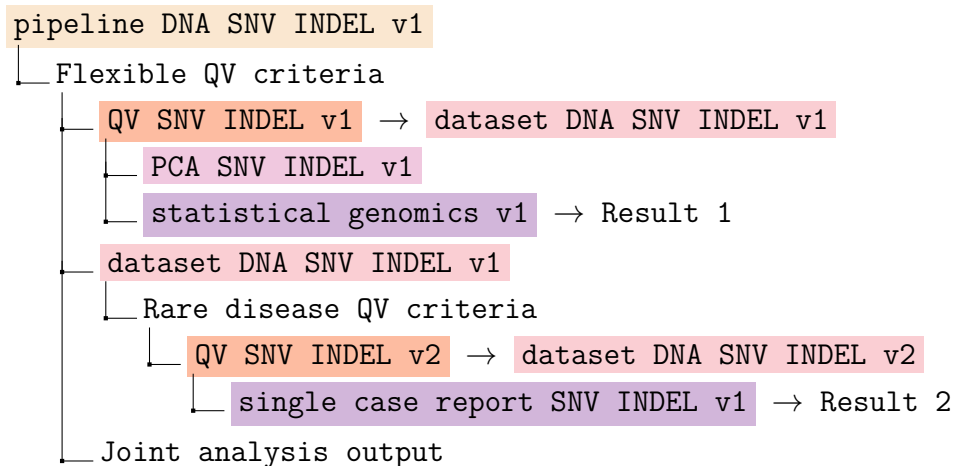 pipeline DNA SNV INDEL v1
Flexible QV criteria
QV SNV INDEL v1 → dataset DNA SNV INDEL v1
PCA SNV INDEL v1
statistical genomics v1 → Result 1
dataset DNA SNV INDEL v1
Rare disease QV criteria
QV SNV INDEL v2 → dataset DNA SNV INDEL v2
single case report SNV INDEL v1 → Result 2
Joint analysis output